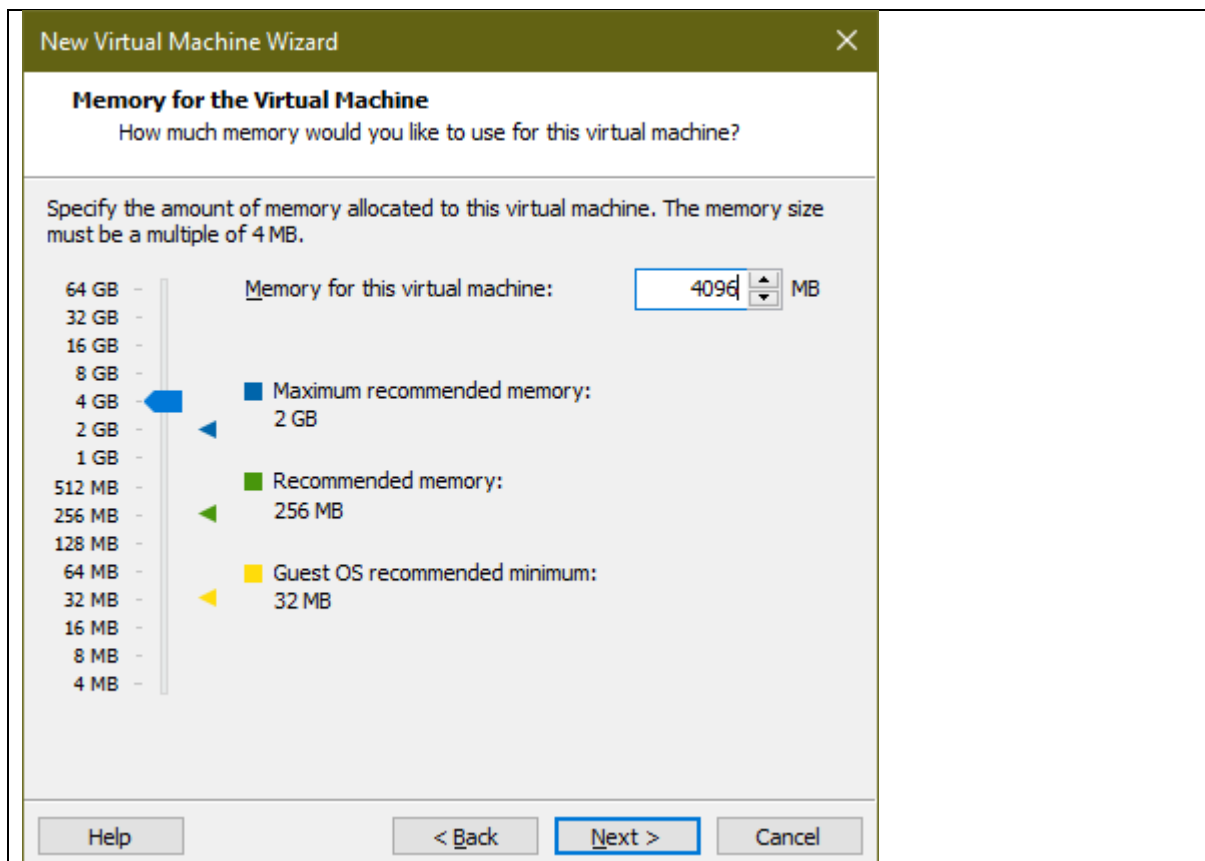 New Virtual Machine Wizard
Memory for the Virtual Machine
How much memory would you like to use for this virtual machine?
Specify the amount of memory allocated to this virtual machine. The memory size
must be a multiple of 4 MB.
64 GB
Memory for this virtual machine: 4096 MB
32 GB
16 GB
8 GB
4 GB
2 GB
1 GB
512 MB
256 MB
128 MB
64 MB
32 MB
16 MB
8 MB
4 MB
Maximum recommended memory:
2 GB
Recommended memory:
256 MB
Guest OS recommended minimum:
32 MB
Help
< Back
Next >
Cancel